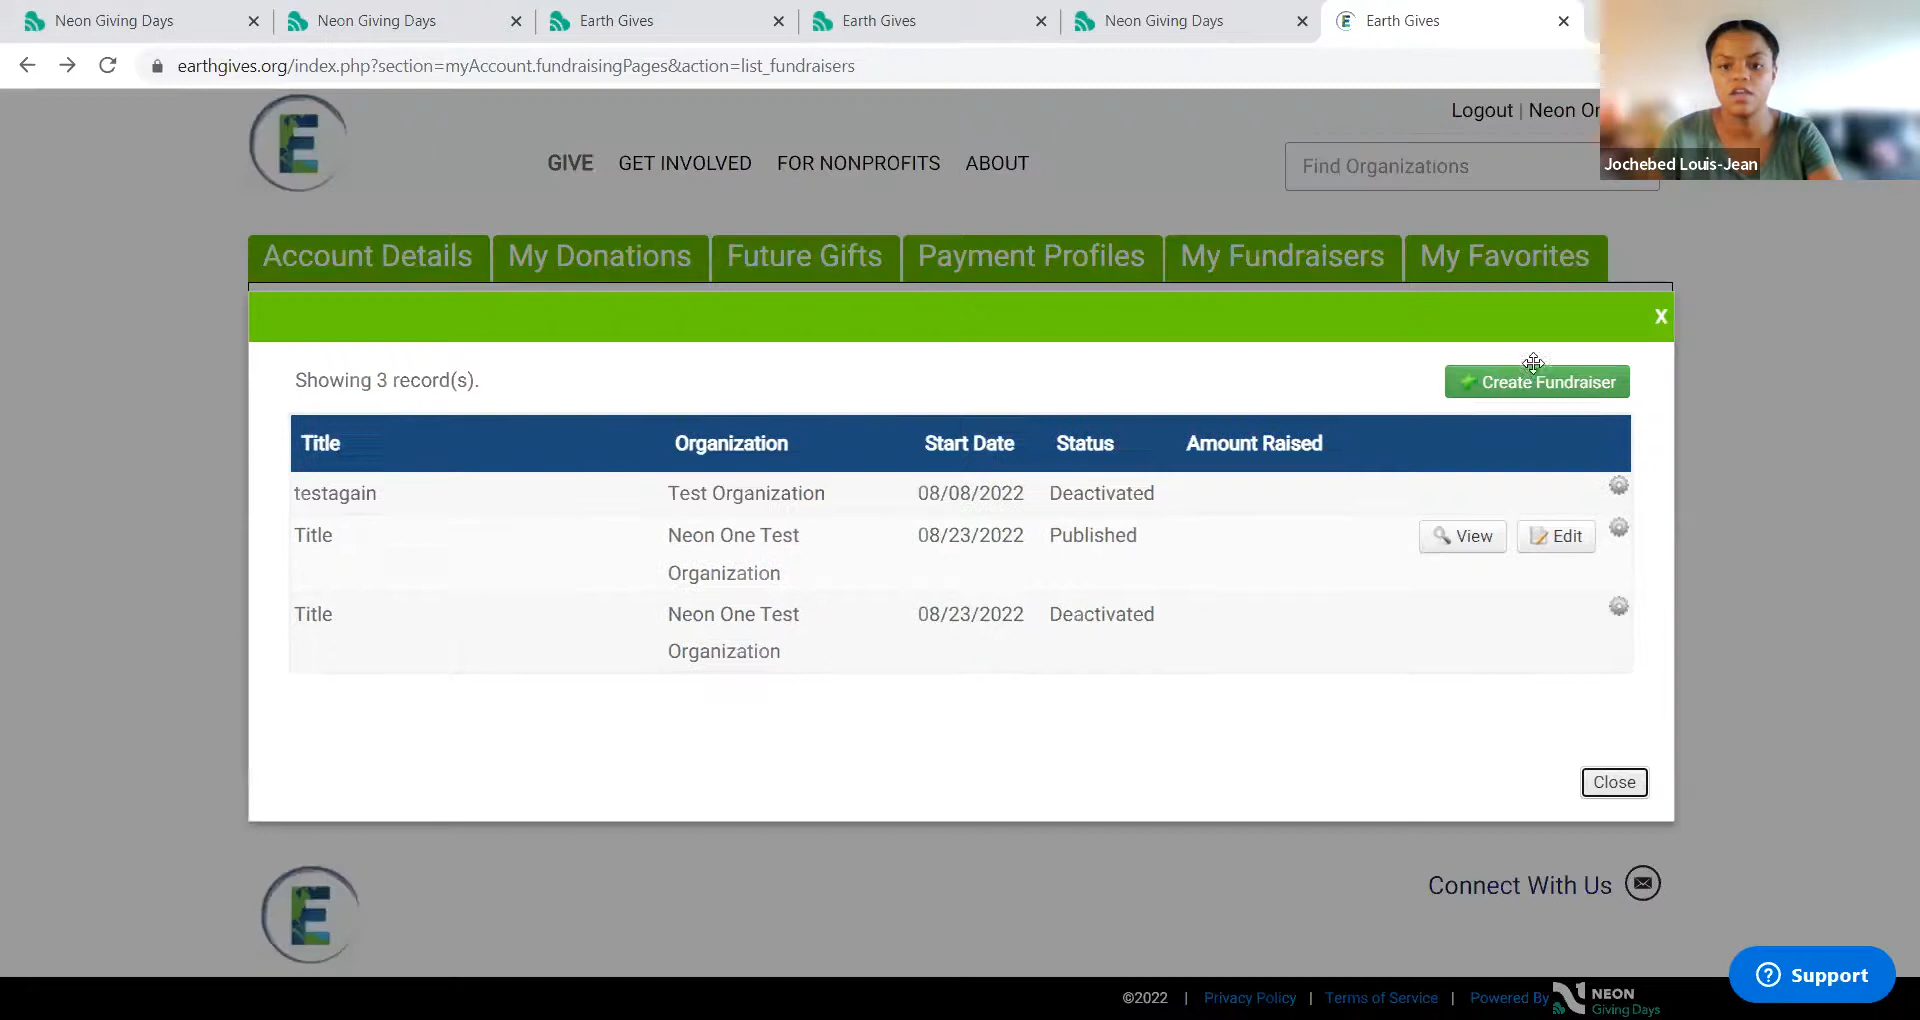 Neon Giving Days
Neon Giving Days
Earth Gives
Earth Gives
Neon Giving Days
Earth Gives
earthgives.org/index.php?section=myAccount.fundraisingPages&action=list_fundraisers
Logout | Neon Or
E
GIVE GET INVOLVED FOR NONPROFITS ABOUT
Find Organizations
Jochebed Louis-Jean
Account Details My Donations Future Gifts Payment Profiles My Fundraisers My Favorites
X
Showing 3 record(s).
Create Fundraiser
Title Organization Start Date Status Amount Raised
testagain Test Organization 08/08/2022 Deactivated
Title Neon One Test 08/23/2022 Published View Edit
Organization
Title Neon One Test 08/23/2022 Deactivated
Organization
Close
E
Connect With Us
Support
©2022 | Privacy Policy | Terms of Service | Powered By NEON
Giving Days